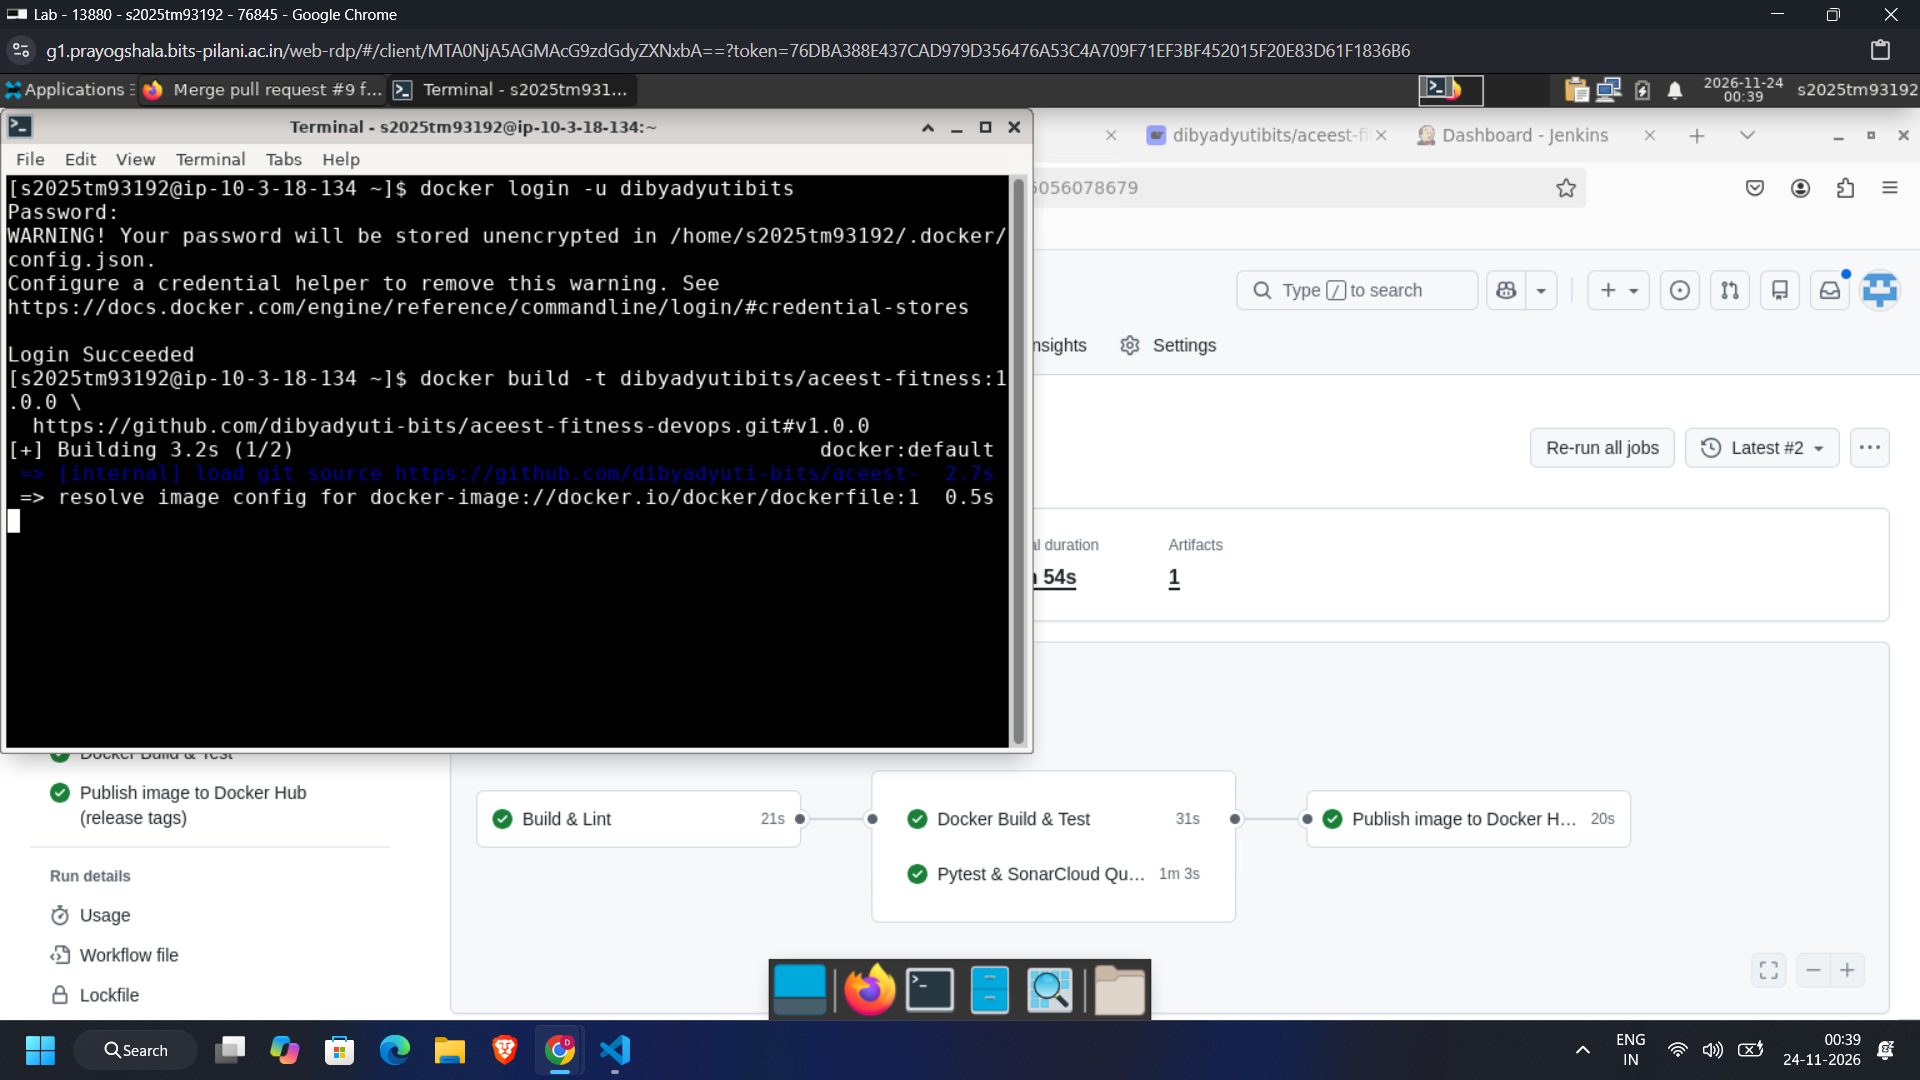 Lab - 13880 - s2025tm93192 - 76845 - Google Chrome
g1.prayogshala.bits-pilani.ac.in/web-rdp/#/client/MTA0NjA5AGMAcG9zdGdyZXNxbA==?token=76DBA388E437CAD979D356476A53C4A709F71EF3BF452015F20E83D61F1836B6
Applications
Merge pull request #9 f...
Terminal - s2025tm931...
2026-11-24
00:39
s2025tm93192
Terminal - s2025tm93192@ip-10-3-18-134:~
dibyadyutibits/aceest-fi
Dashboard - Jenkins
File Edit View Terminal Tabs Help
5056078679
[s2025tm93192@ip-10-3-18-134 ~]$ docker login -u dibyadyutibits
Password:
WARNING! Your password will be stored unencrypted in /home/s2025tm93192/.docker/
config.json.
Configure a credential helper to remove this warning. See
https://docs.docker.com/engine/reference/commandline/login/#credential-stores
Login Succeeded
[s2025tm93192@ip-10-3-18-134 ~]$ docker build -t dibyadyutibits/aceest-fitness:1
.0.0 \
https://github.com/dibyadyuti-bits/aceest-fitness-devops.git#v1.0.0
[+] Building 3.2s (1/2) docker:default
=> [internal] load git source https://github.com/dibyadyuti-bits/aceest- 2.7s
=> resolve image config for docker-image://docker.io/docker/dockerfile:1 0.5s
Type / to search
nsights
Settings
Re-run all jobs
Latest #2
al duration
54s
Artifacts
1
Docker Build & Test
Publish image to Docker Hub
(release tags)
Run details
Usage
Workflow file
Lockfile
Build & Lint 21s
Docker Build & Test 31s
Pytest & SonarCloud Qu... 1m 3s
Publish image to Docker H... 20s
Search
ENG
IN
00:39
24-11-2026